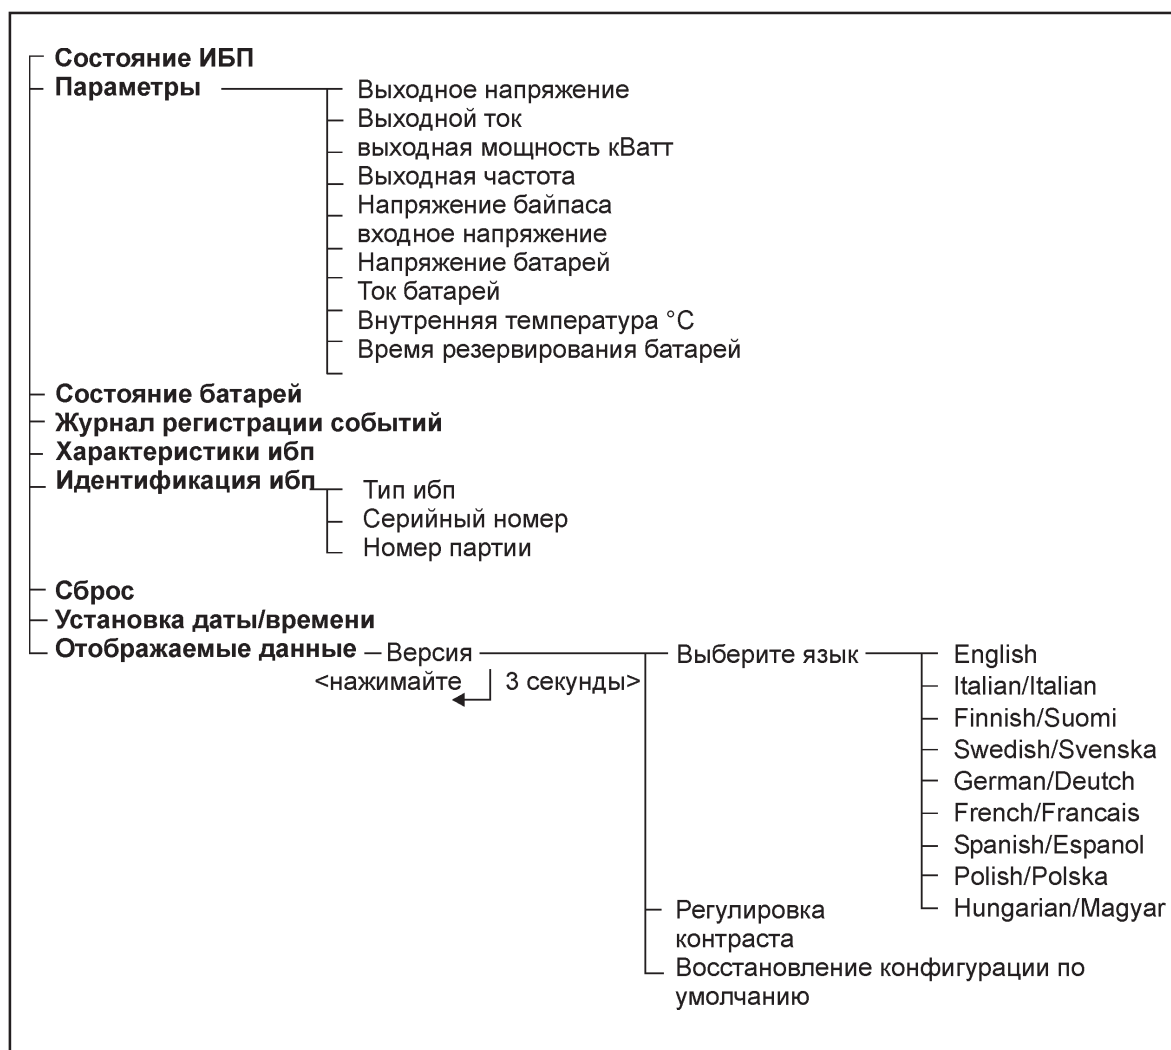 Состояние ИБП
Параметры
Выходное напряжение
Выходной ток
выходная мощность кВатт
Выходная частота
Напряжение байпаса
входное напряжение
Напряжение батарей
Ток батарей
Внутренняя температура °C
Время резервирования батарей
Состояние батарей
Журнал регистрации событий
Характеристики ибп
Идентификация ибп
Тип ибп
Серийный номер
Номер партии
Сброс
Установка даты/времени
Отображаемые данные
Версия
<нажимайте 3 секунды>
Выберите язык
English
Italian/Italian
Finnish/Suomi
Swedish/Svenska
German/Deutch
French/Francais
Spanish/Espanol
Polish/Polska
Hungarian/Magyar
Регулировка
контраста
Восстановление конфигурации по
умолчанию